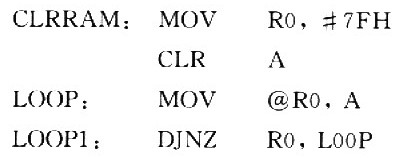 CLRRAM: MOV R0, #7FH
CLR A
LOOP: MOV @R0, A
LOOP1: DJNZ R0, L00P